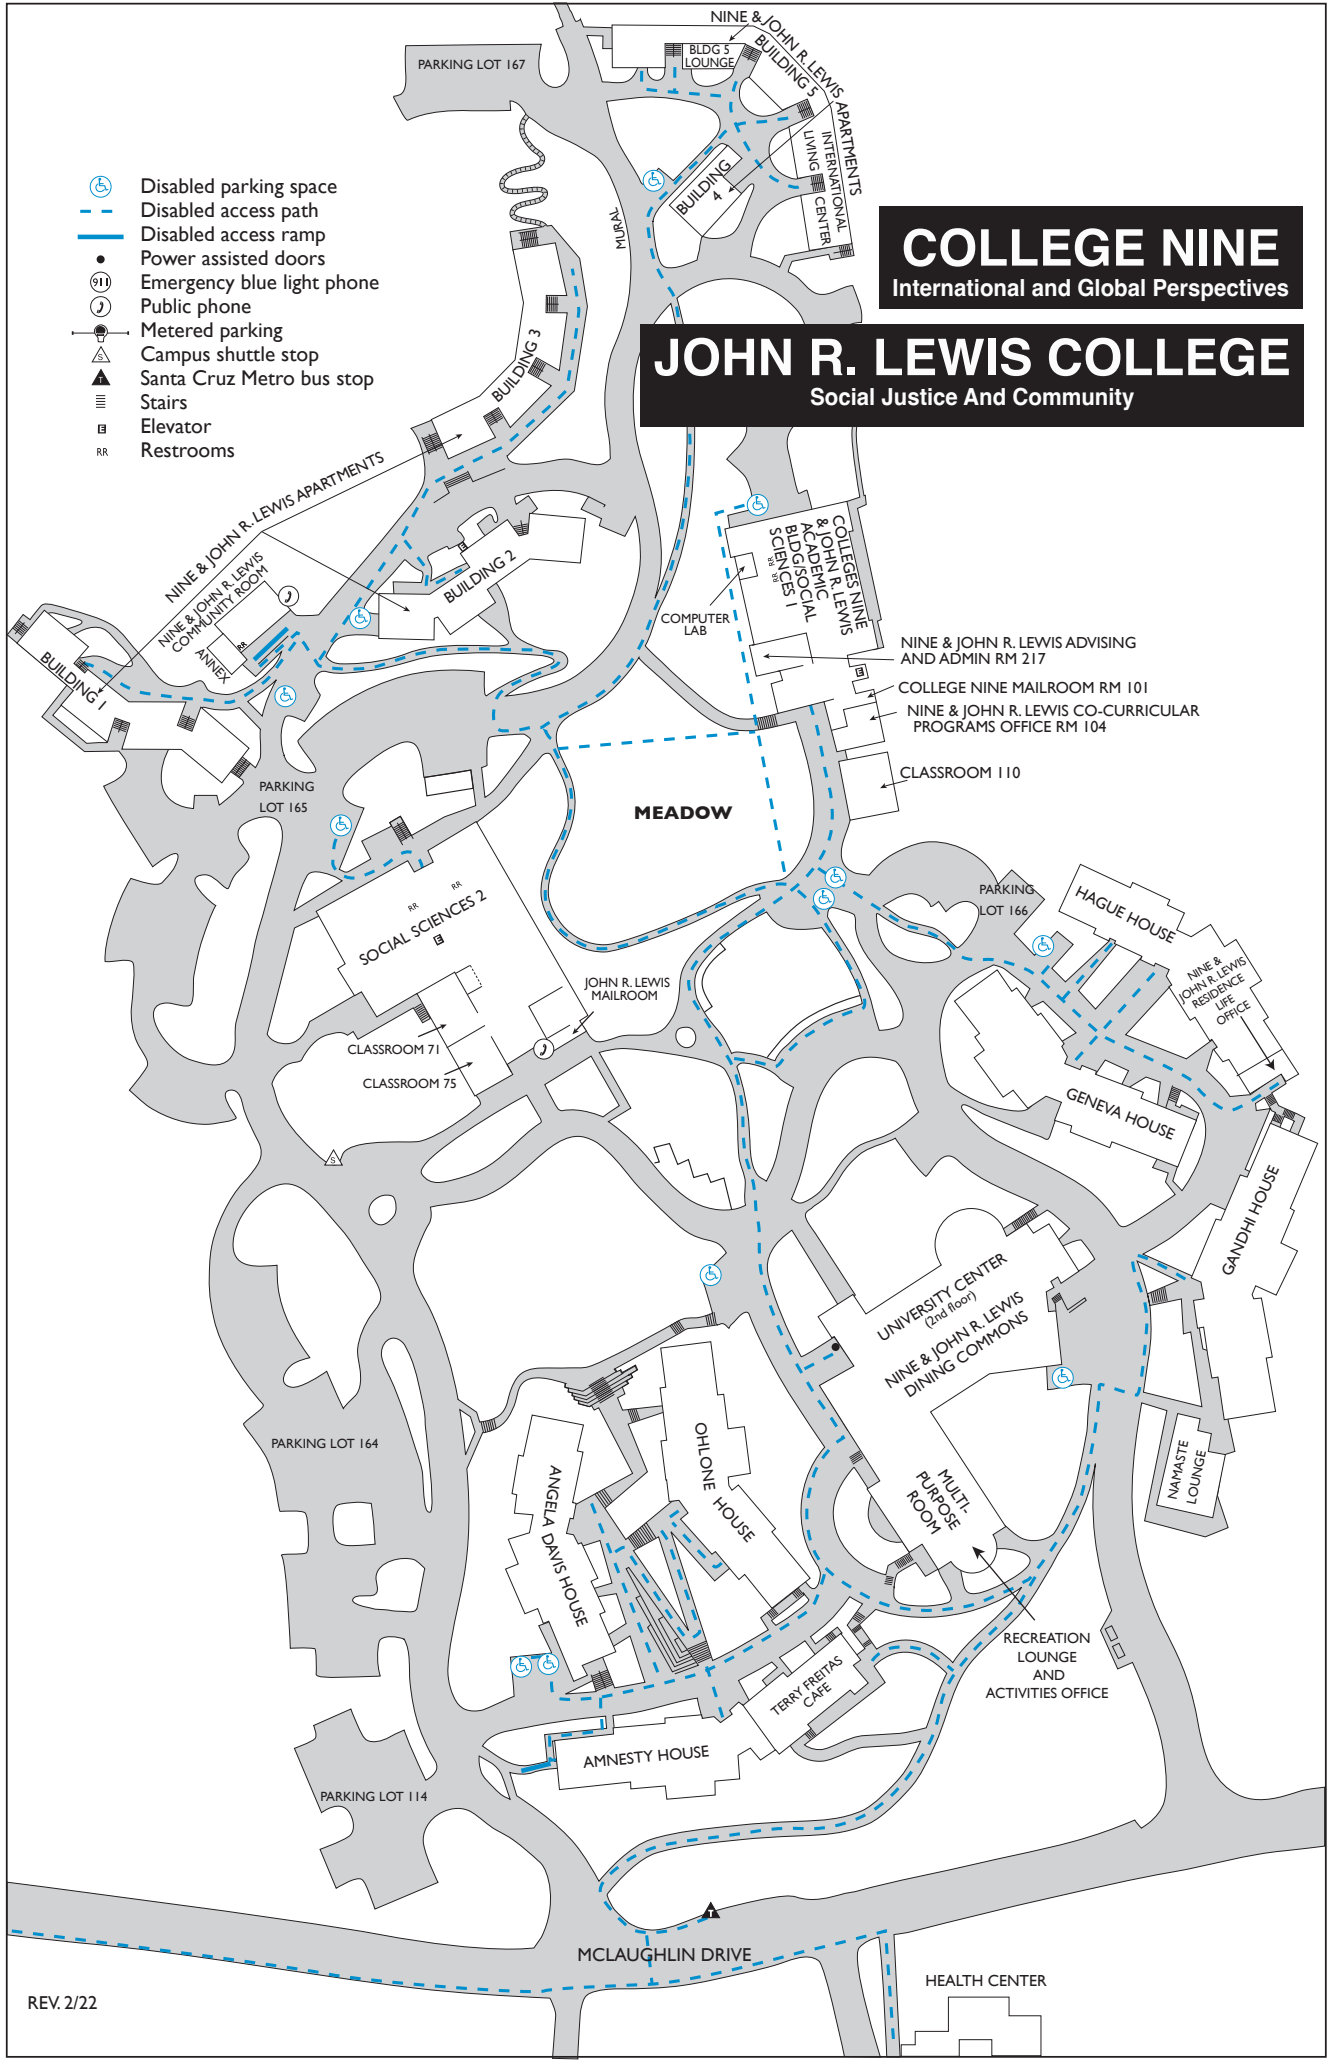 NINE & JOHN R. LEWIS APARTMENTS
BLDG 5
LOUNGE
BUILDING 5
PARKING LOT 167
INTERNATIONAL
LIVING
CENTER
BUILDING
4
MURAL
Disabled parking space
Disabled access path
Disabled access ramp
Power assisted doors
911
Emergency blue light phone
Public phone
Metered parking
S
Campus shuttle stop
T
Santa Cruz Metro bus stop
Stairs
E
Elevator
RR
Restrooms
COLLEGE NINE
International and Global Perspectives
JOHN R. LEWIS COLLEGE
Social Justice And Community
BUILDING 3
NINE & JOHN R. LEWIS APARTMENTS
E
BUILDING 2
NINE & JOHN R. LEWIS
COMMUNITY ROOM
RR
ANNEX
BUILDING 1
COLLEGES NINE
& JOHN R. LEWIS
ACADEMIC
BLDG/SOCIAL
SCIENCES 1
RR
RR
COMPUTER
LAB
E
NINE & JOHN R. LEWIS ADVISING
AND ADMIN RM 217
COLLEGE NINE MAILROOM RM 101
NINE & JOHN R. LEWIS CO-CURRICULAR
PROGRAMS OFFICE RM 104
CLASSROOM 110
PARKING
LOT 165
MEADOW
RR
RR
SOCIAL SCIENCES 2
E
JOHN R. LEWIS
MAILROOM
CLASSROOM 71
CLASSROOM 75
PARKING
LOT 166
HAGUE HOUSE
NINE &
JOHN R. LEWIS
RESIDENCE
LIFE
OFFICE
GENEVA HOUSE
GANDHI HOUSE
S
UNIVERSITY CENTER
(2nd floor)
NINE & JOHN R. LEWIS
DINING COMMONS
PARKING LOT 164
OHLONE HOUSE
ANGELA DAVIS HOUSE
MULTI-
PURPOSE
ROOM
NAMASTE
LOUNGE
RECREATION
LOUNGE
AND
ACTIVITIES OFFICE
TERRY FREITAS
CAFE
AMNESTY HOUSE
PARKING LOT 114
T
MCLAUGHLIN DRIVE
HEALTH CENTER
REV. 2/22